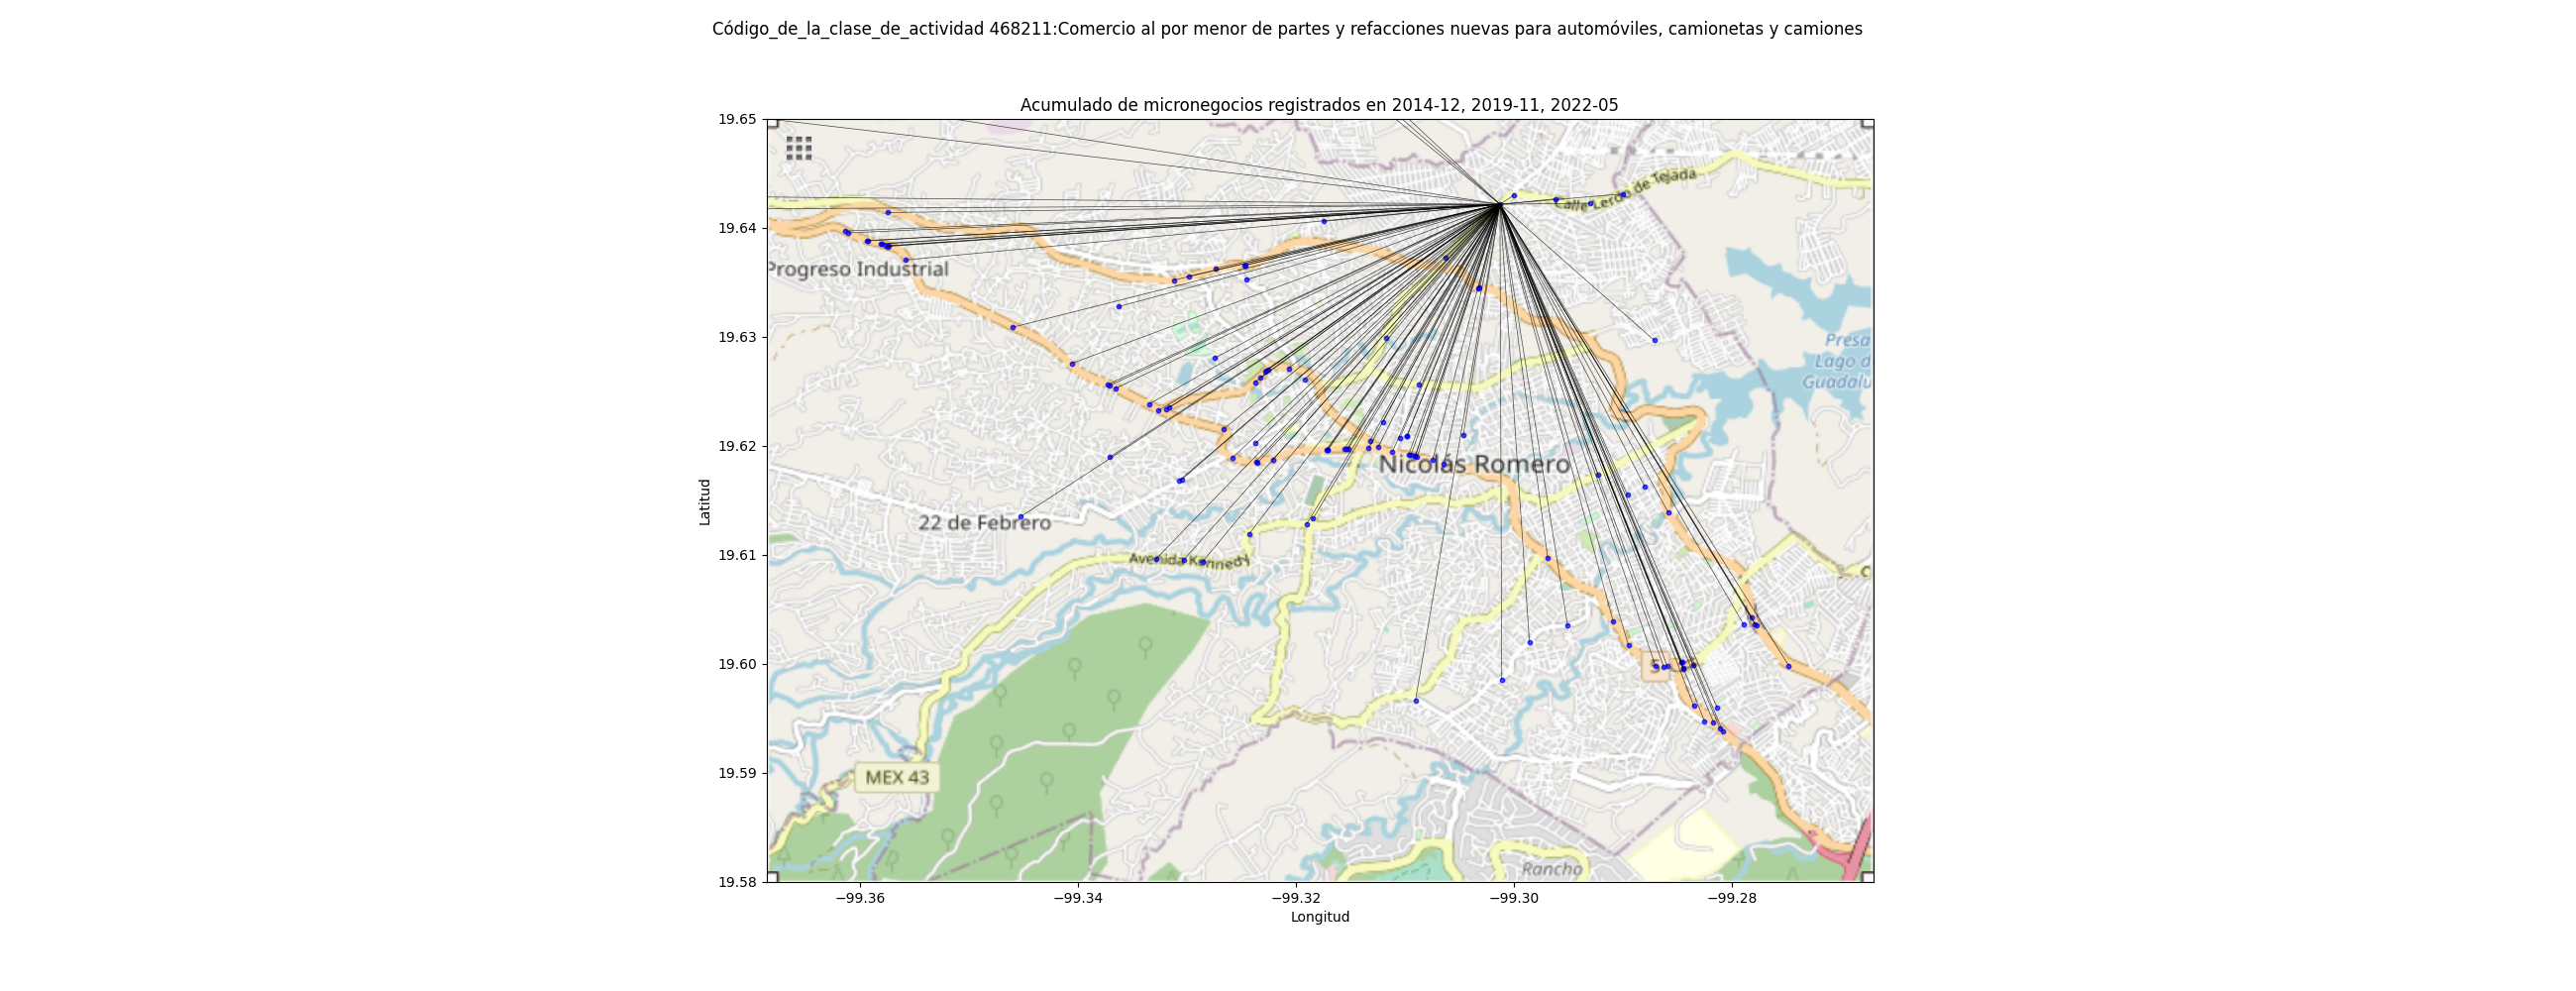 Código_de_la_clase_de_actividad 468211:Comercio al por menor de partes y refacciones nuevas para automóviles, camionetas y camiones
Acumulado de micronegocios registrados en 2014-12, 2019-11, 2022-05
19.65
19.64
19.63
19.62
19.61
19.60
19.59
19.58
Latitud
Calle Lerdo de Tejada
Progreso Industrial
Presa
Lago d
Guadalu
Nicolás Romero
22 de Febrero
Avenida Kennedy
C
5
MEX 43
Rancho
−99.36
−99.34
−99.32
−99.30
−99.28
Longitud